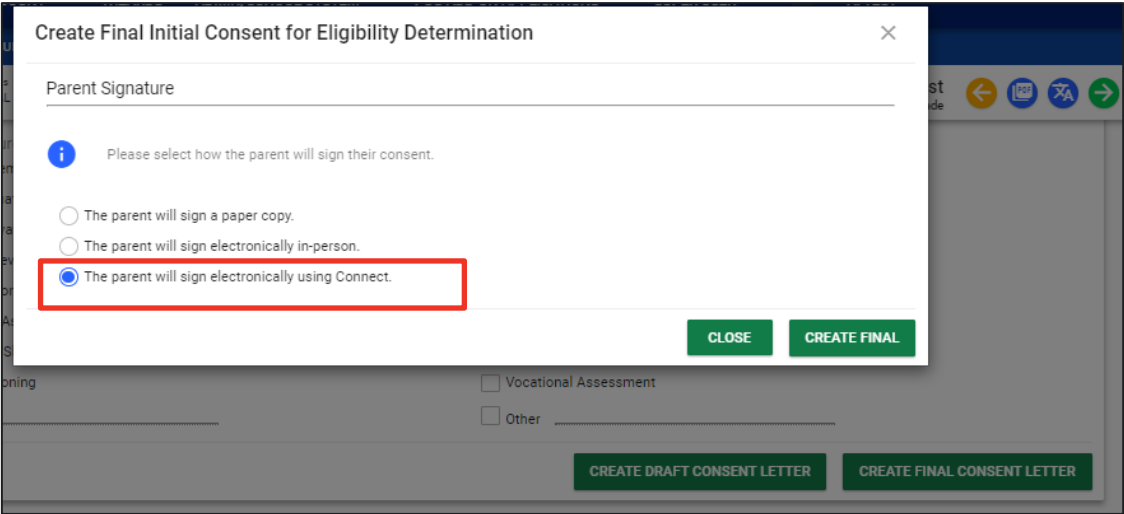 Create Final Initial Consent for Eligibility Determination
Parent Signature
PDF
Please select how the parent will sign their consent.
The parent will sign a paper copy.
The parent will sign electronically in-person.
The parent will sign electronically using Connect.
CLOSE
CREATE FINAL
Vocational Assessment
Other
CREATE DRAFT CONSENT LETTER
CREATE FINAL CONSENT LETTER